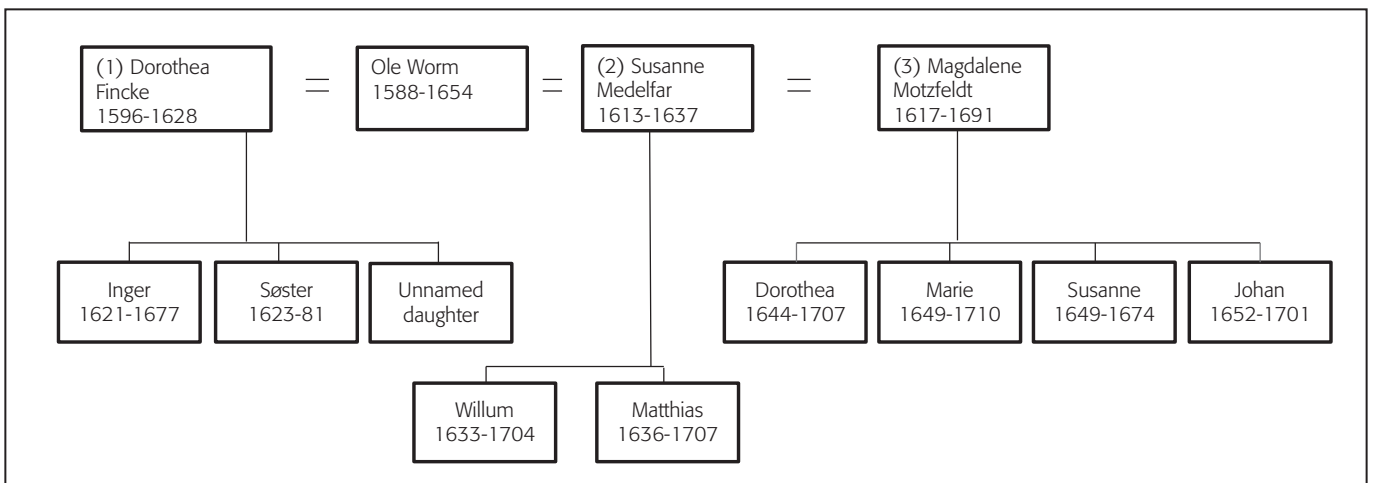 (1) Dorothea
Fincke
1596-1628
=
Ole Worm
1588-1654
=
(2) Susanne
Medelfar
1613-1637
=
(3) Magdalene
Motzfeldt
1617-1691
Inger
1621-1677
Søster
1623-81
Unnamed
daughter
Dorothea
1644-1707
Marie
1649-1710
Susanne
1649-1674
Johan
1652-1701
Willum
1633-1704
Matthias
1636-1707